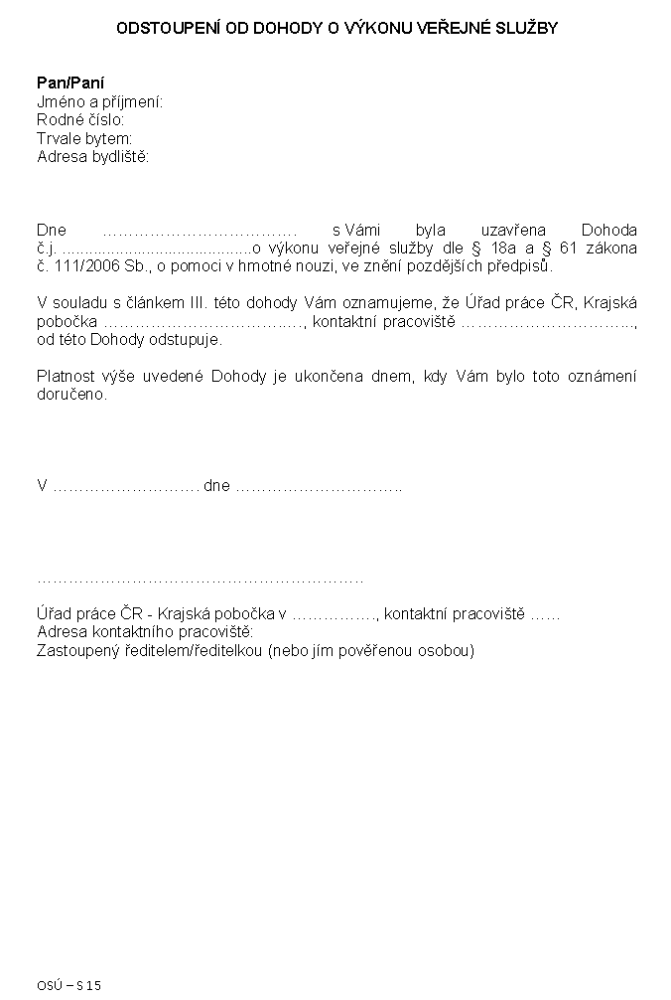 ODSTOUPENÍ OD DOHODY O VÝKONU VEŘEJNÉ SLUŽBY
Pan/Paní
Jméno a příjmení:
Rodné číslo:
Trvale bytem:
Adresa bydliště:
Dne ………………………………. s Vámi byla uzavřena Dohoda
č.j. ...........................................o výkonu veřejné služby dle § 18a a § 61 zákona
č. 111/2006 Sb., o pomoci v hmotné nouzi, ve znění pozdějších předpisů.
V souladu s článkem III. této dohody Vám oznamujeme, že Úřad práce ČR, Krajská
pobočka ………………………………., kontaktní pracoviště …………………………..,
od této Dohody odstupuje.
Platnost výše uvedené Dohody je ukončena dnem, kdy Vám bylo toto oznámení
doručeno.
V ………………………. dne …………………………..
……………………………………………………..
Úřad práce ČR - Krajská pobočka v ……………., kontaktní pracoviště ……
Adresa kontaktního pracoviště:
Zastoupený ředitelem/ředitelkou (nebo jím pověřenou osobou)
OSÚ – S 15